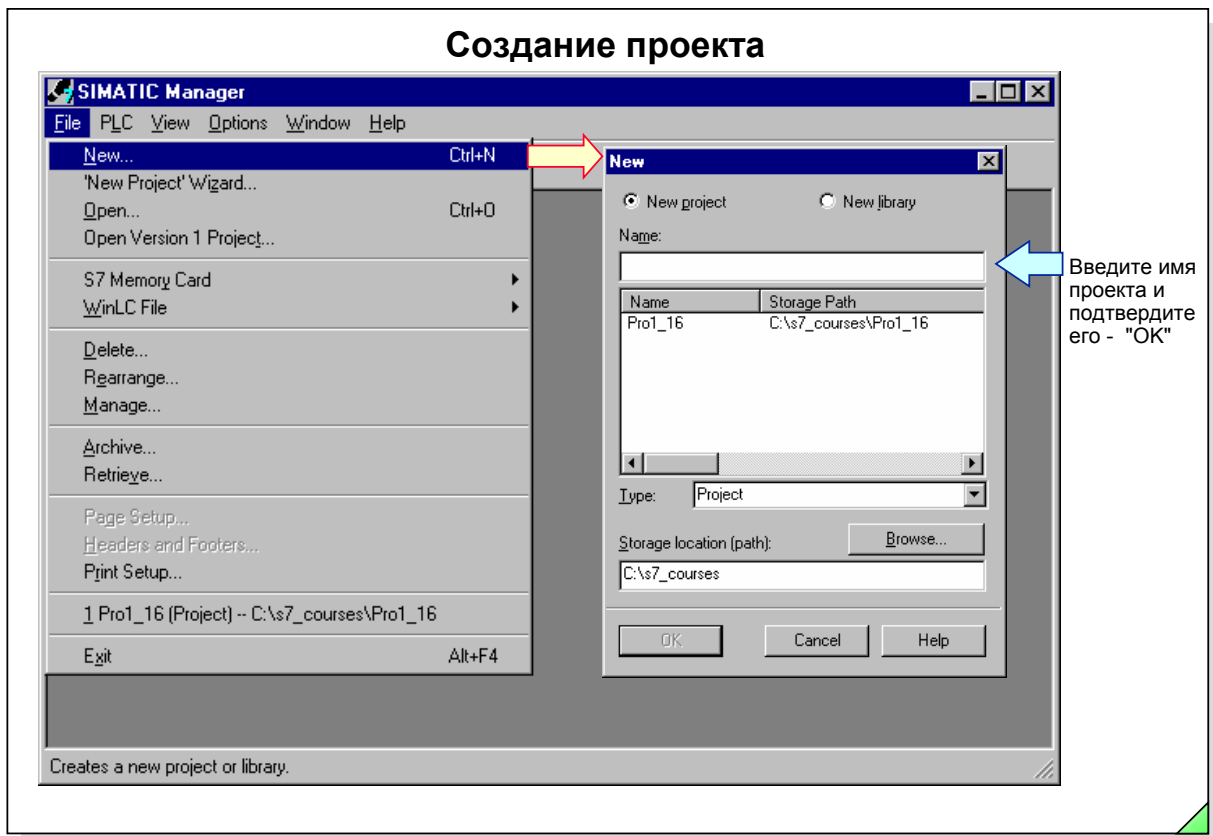 Создание проекта
SIMATIC Manager
File PLC View Options Window Help
New... Ctrl+N
'New Project' Wizard...
Open... Ctrl+O
Open Version 1 Project...
S7 Memory Card
WinLC File
Delete...
Rearrange...
Manage...
Archive...
Retrieve...
Page Setup...
Headers and Footers...
Print Setup...
1 Pro1_16 (Project) -- C:\s7_courses\Pro1_16
Exit Alt+F4
New
New project New library
Name:
Name Storage Path
Pro1_16 C:\s7_courses\Pro1_16
Type: Project
Storage location (path): Browse...
C:\s7_courses
OK Cancel Help
Введите имя
проекта и
подтвердите
его - "OK"
Creates a new project or library.